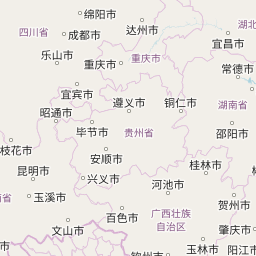 绵阳市
达州市
湖北
四川省
成都市
宜昌市
乐山市
重庆市
重庆市
常德市
宜宾市
昭通市
遵义市
铜仁市
湖南省
毕节市
贵州省
邵阳市
枝花市
安顺市
昆明市
桂林市
兴义市
河池市
南省
玉溪市
贺州市
百色市
广西壮族
自治区
文山市
肇庆市
钦州市
阳江市